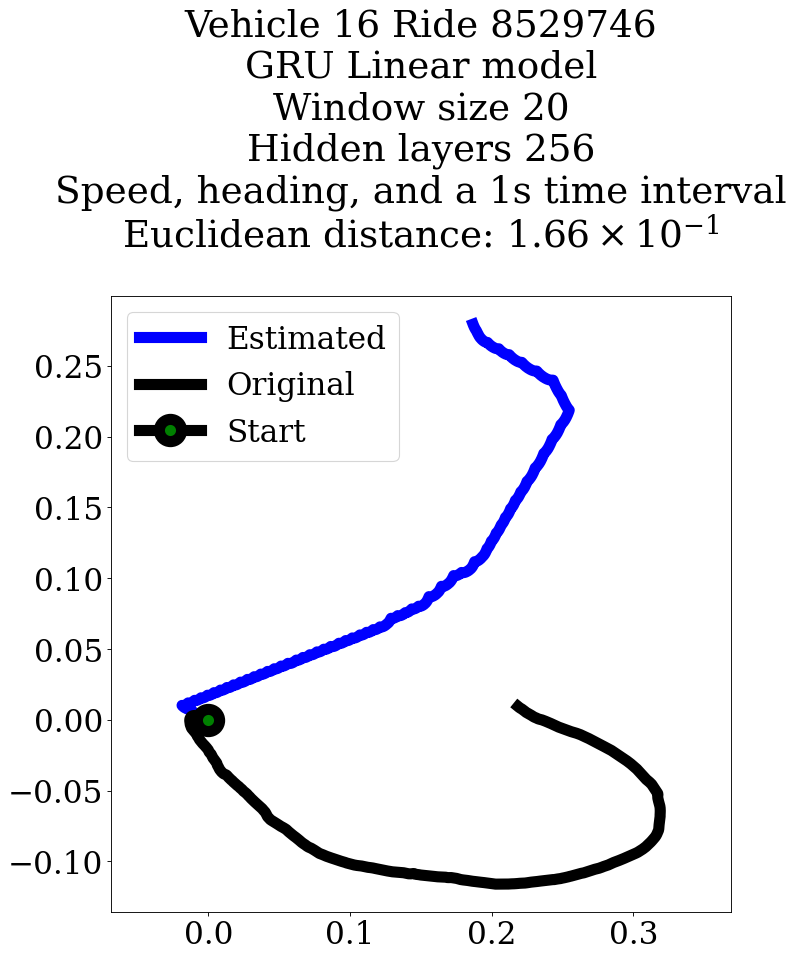 Vehicle 16 Ride 8529746
GRU Linear model
Window size 20
Hidden layers 256
Speed, heading, and a 1s time interval
Euclidean distance: 1.66 × 10⁻¹
Estimated
Original
Start
0.25
0.20
0.15
0.10
0.05
0.00
−0.05
−0.10
0.0 0.1 0.2 0.3